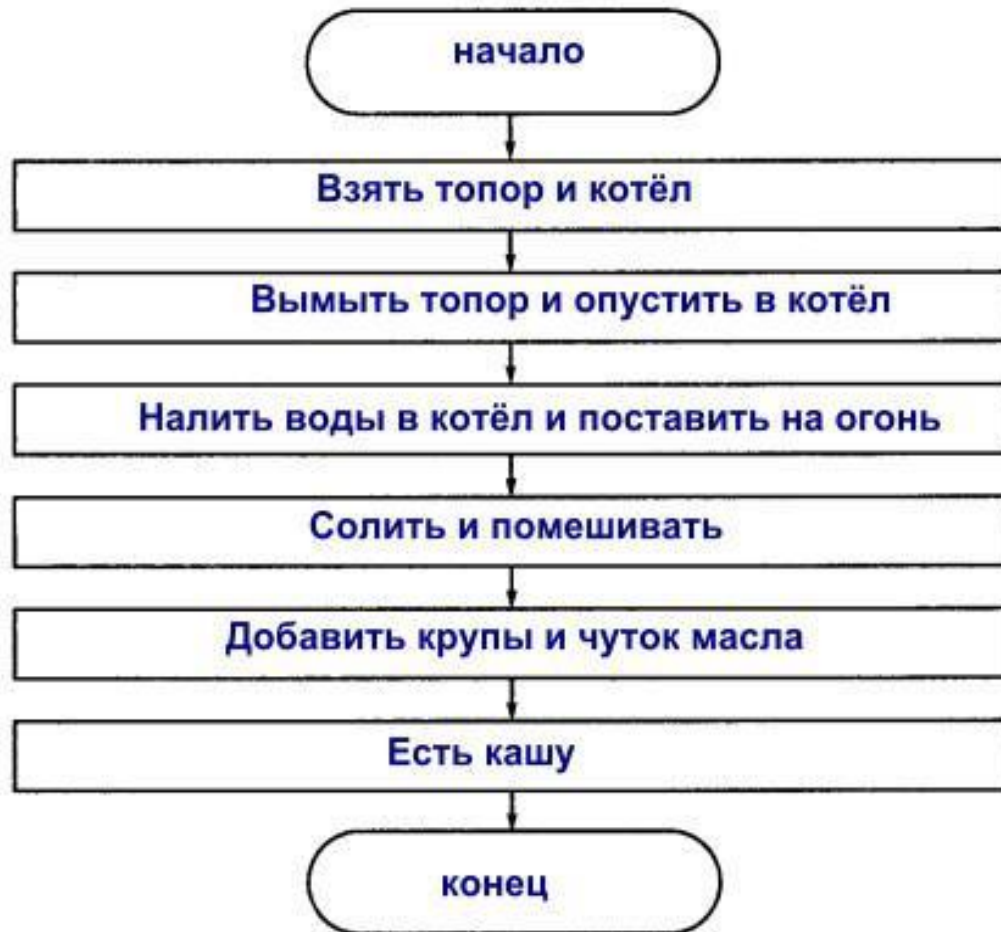 начало
Взять топор и котёл
Вымыть топор и опустить в котёл
Налить воды в котёл и поставить на огонь
Солить и помешивать
Добавить крупы и чуток масла
Есть кашу
конец